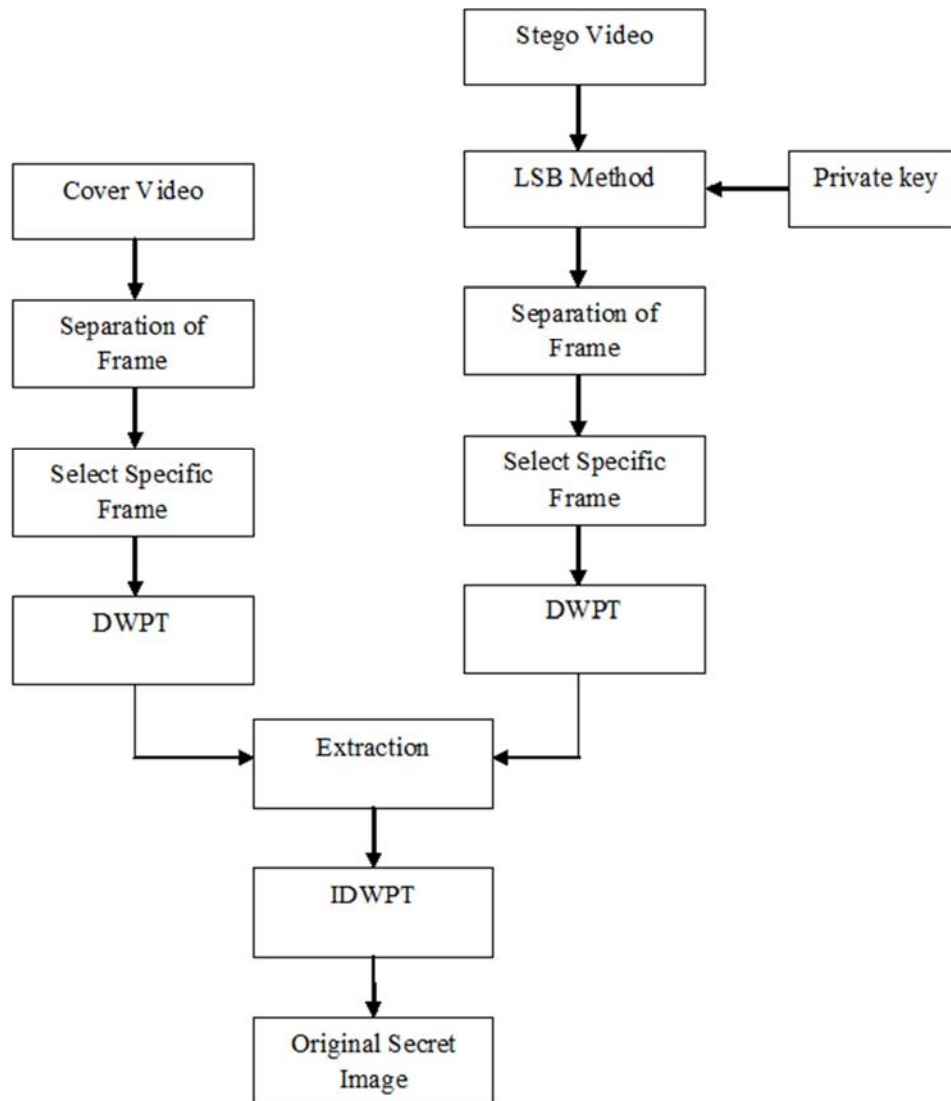 Stego Video
LSB Method
Private key
Cover Video
Separation of
Frame
Separation of
Frame
Select Specific
Frame
Select Specific
Frame
DWPT
DWPT
Extraction
IDWPT
Original Secret
Image